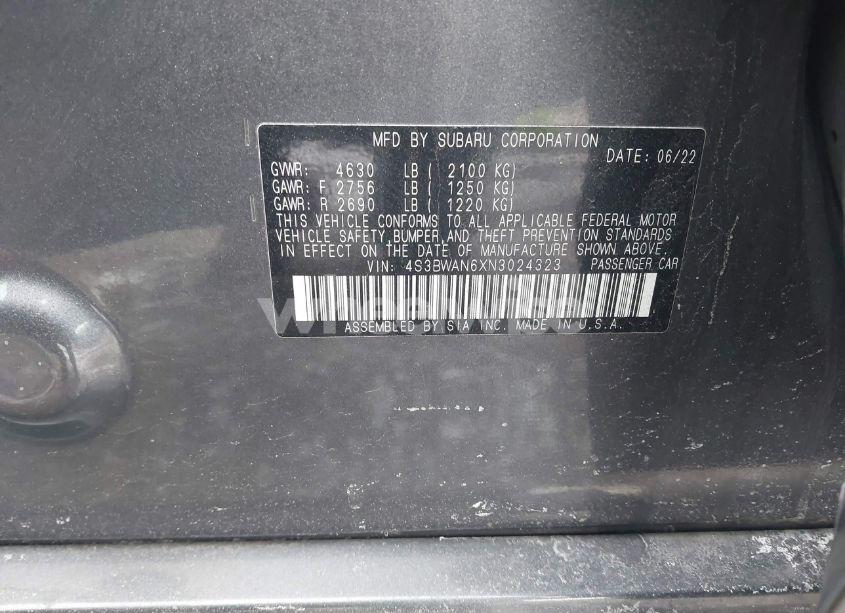 MFD BY SUBARU CORPORATION
DATE: 06/22
GVWR: 4630 LB ( 2100 KG)
GAWR: F 2756 LB ( 1250 KG)
GAWR: R 2690 LB ( 1220 KG)
THIS VEHICLE CONFORMS TO ALL APPLICABLE FEDERAL MOTOR
VEHICLE SAFETY,BUMPER,AND THEFT PREVENTION STANDARDS
IN EFFECT ON THE DATE OF MANUFACTURE SHOWN ABOVE.
VIN: 4S3BWAN6XN3024323 PASSENGER CAR
ASSEMBLED BY SIA INC. MADE IN U.S.A.